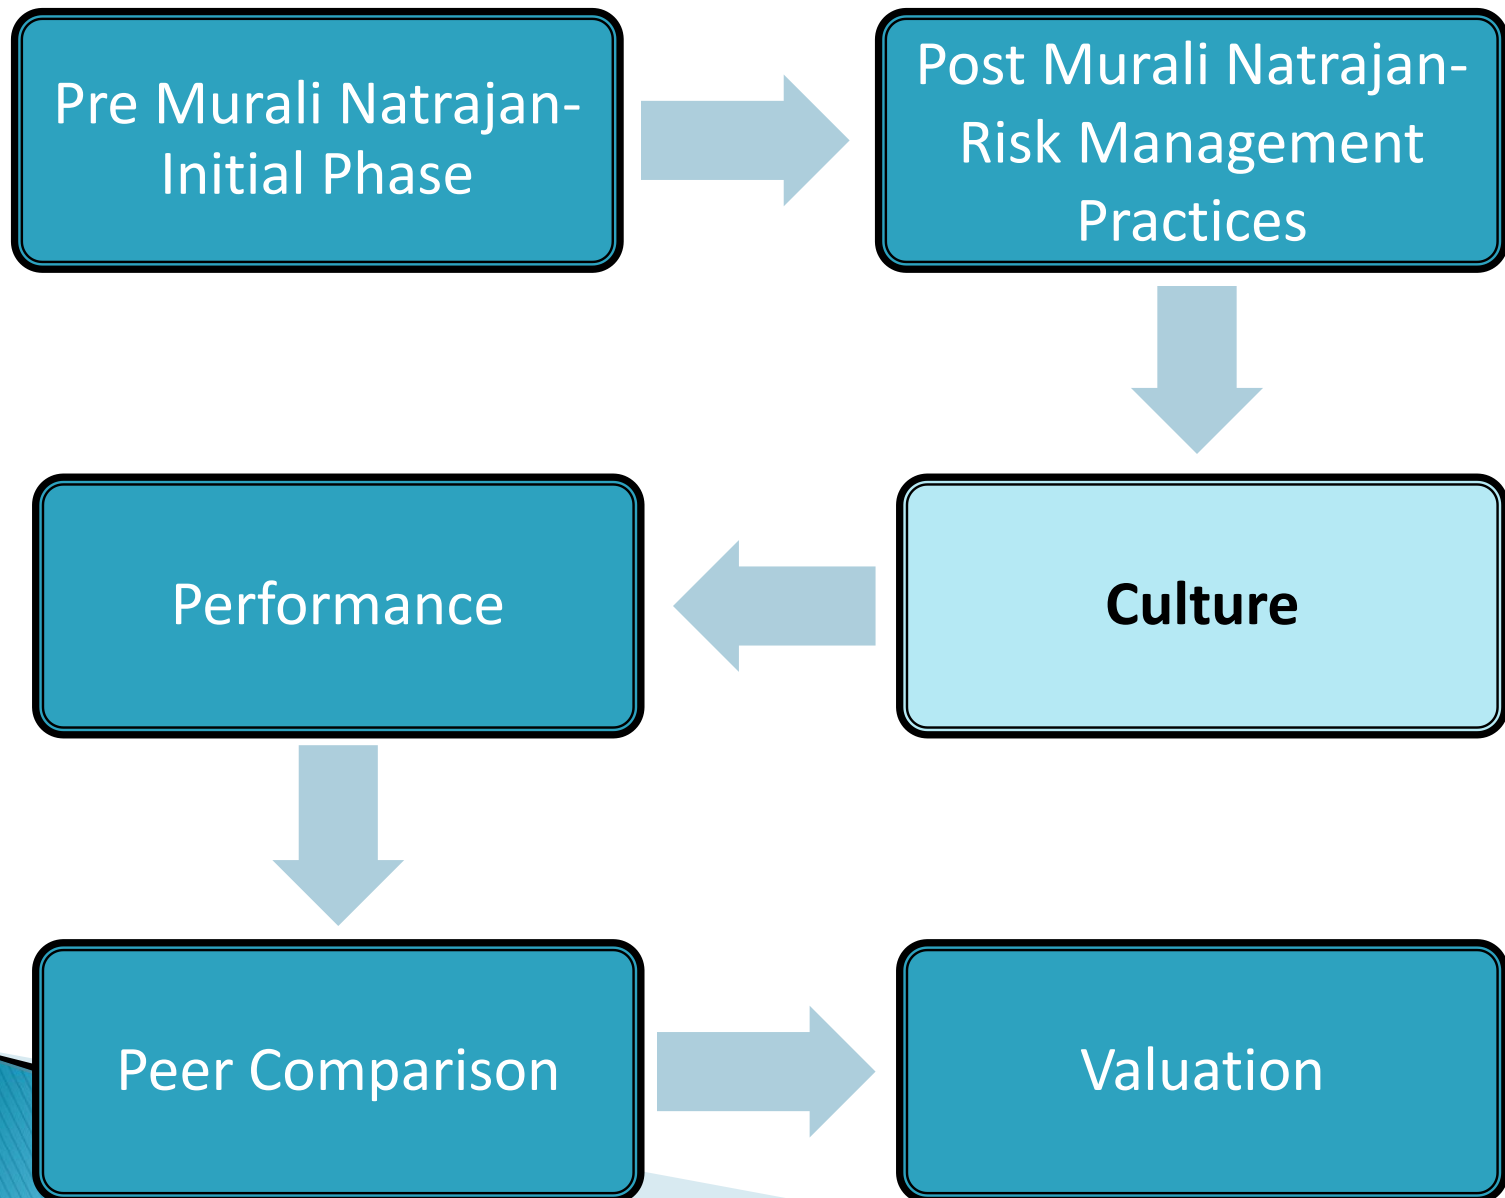 Pre Murali Natrajan-
Initial Phase
Post Murali Natrajan-
Risk Management
Practices
Culture
Performance
Peer Comparison
Valuation